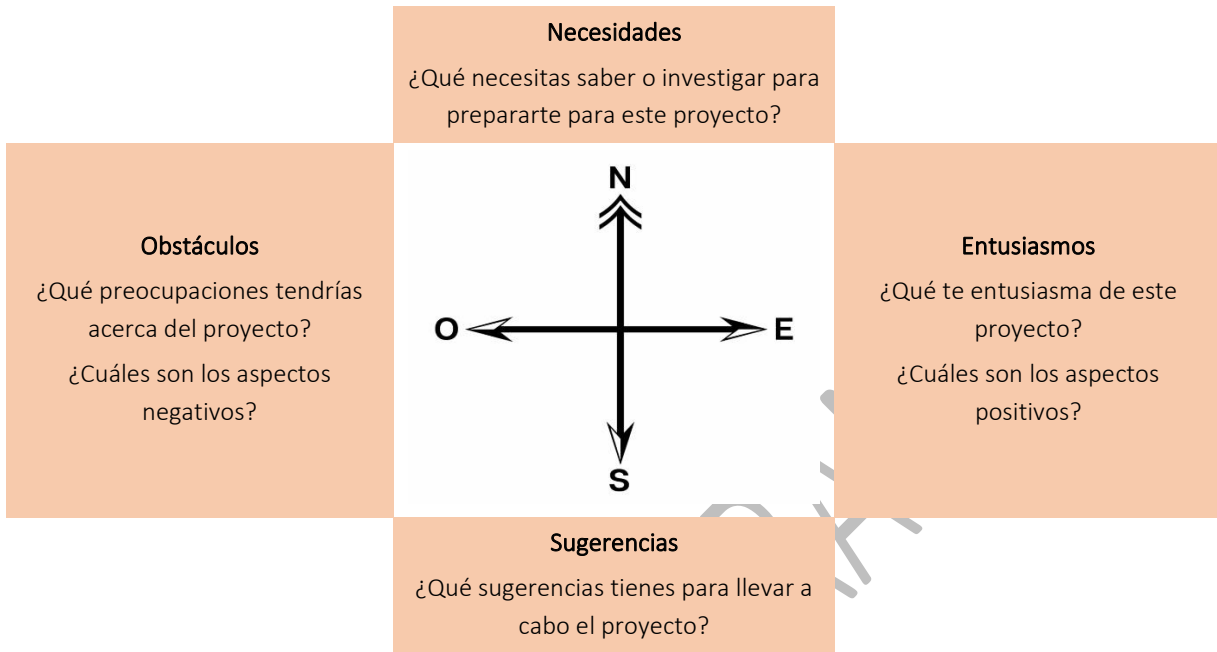 Necesidades
¿Qué necesitas saber o investigar para
prepararte para este proyecto?
Obstáculos
¿Qué preocupaciones tendrías
acerca del proyecto?
¿Cuáles son los aspectos
negativos?
N
O
E
S
Entusiasmos
¿Qué te entusiasma de este
proyecto?
¿Cuáles son los aspectos
positivos?
Sugerencias
¿Qué sugerencias tienes para llevar a
cabo el proyecto?